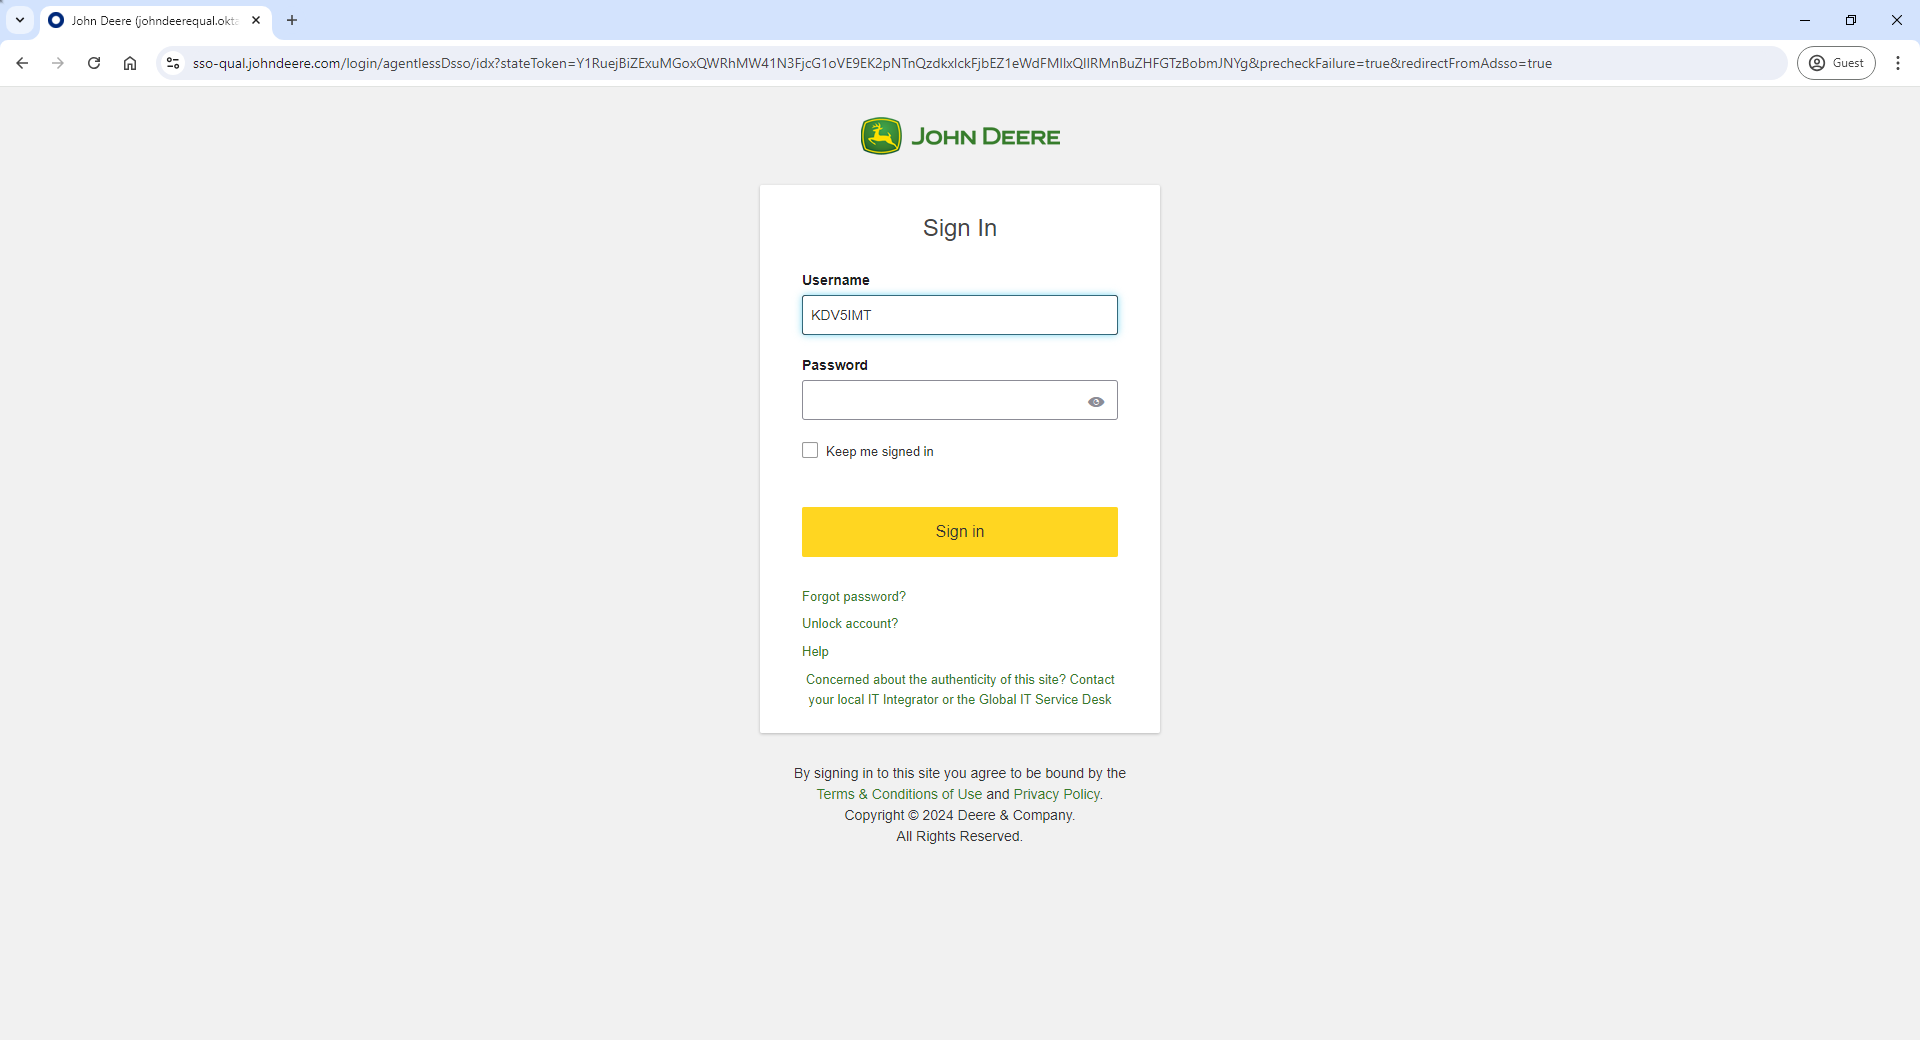 John Deere (johndeerequal.okta
sso-qual.johndeere.com/login/agentlessDsso/idx?stateToken=Y1RuejBiZExuMGoxQWRhMW41N3FjcG1oVE9EK2pNTnQzdkxIckFjbEZ1eWdFMllxQllRMnBuZHFGTzBobmJNYg&precheckFailure=true&redirectFromAdsso=true
Guest
JOHN DEERE
Sign In
Username
KDV5IMT
Password
Keep me signed in
Sign in
Forgot password?
Unlock account?
Help
Concerned about the authenticity of this site? Contact
your local IT Integrator or the Global IT Service Desk
By signing in to this site you agree to be bound by the
Terms & Conditions of Use and Privacy Policy.
Copyright © 2024 Deere & Company.
All Rights Reserved.